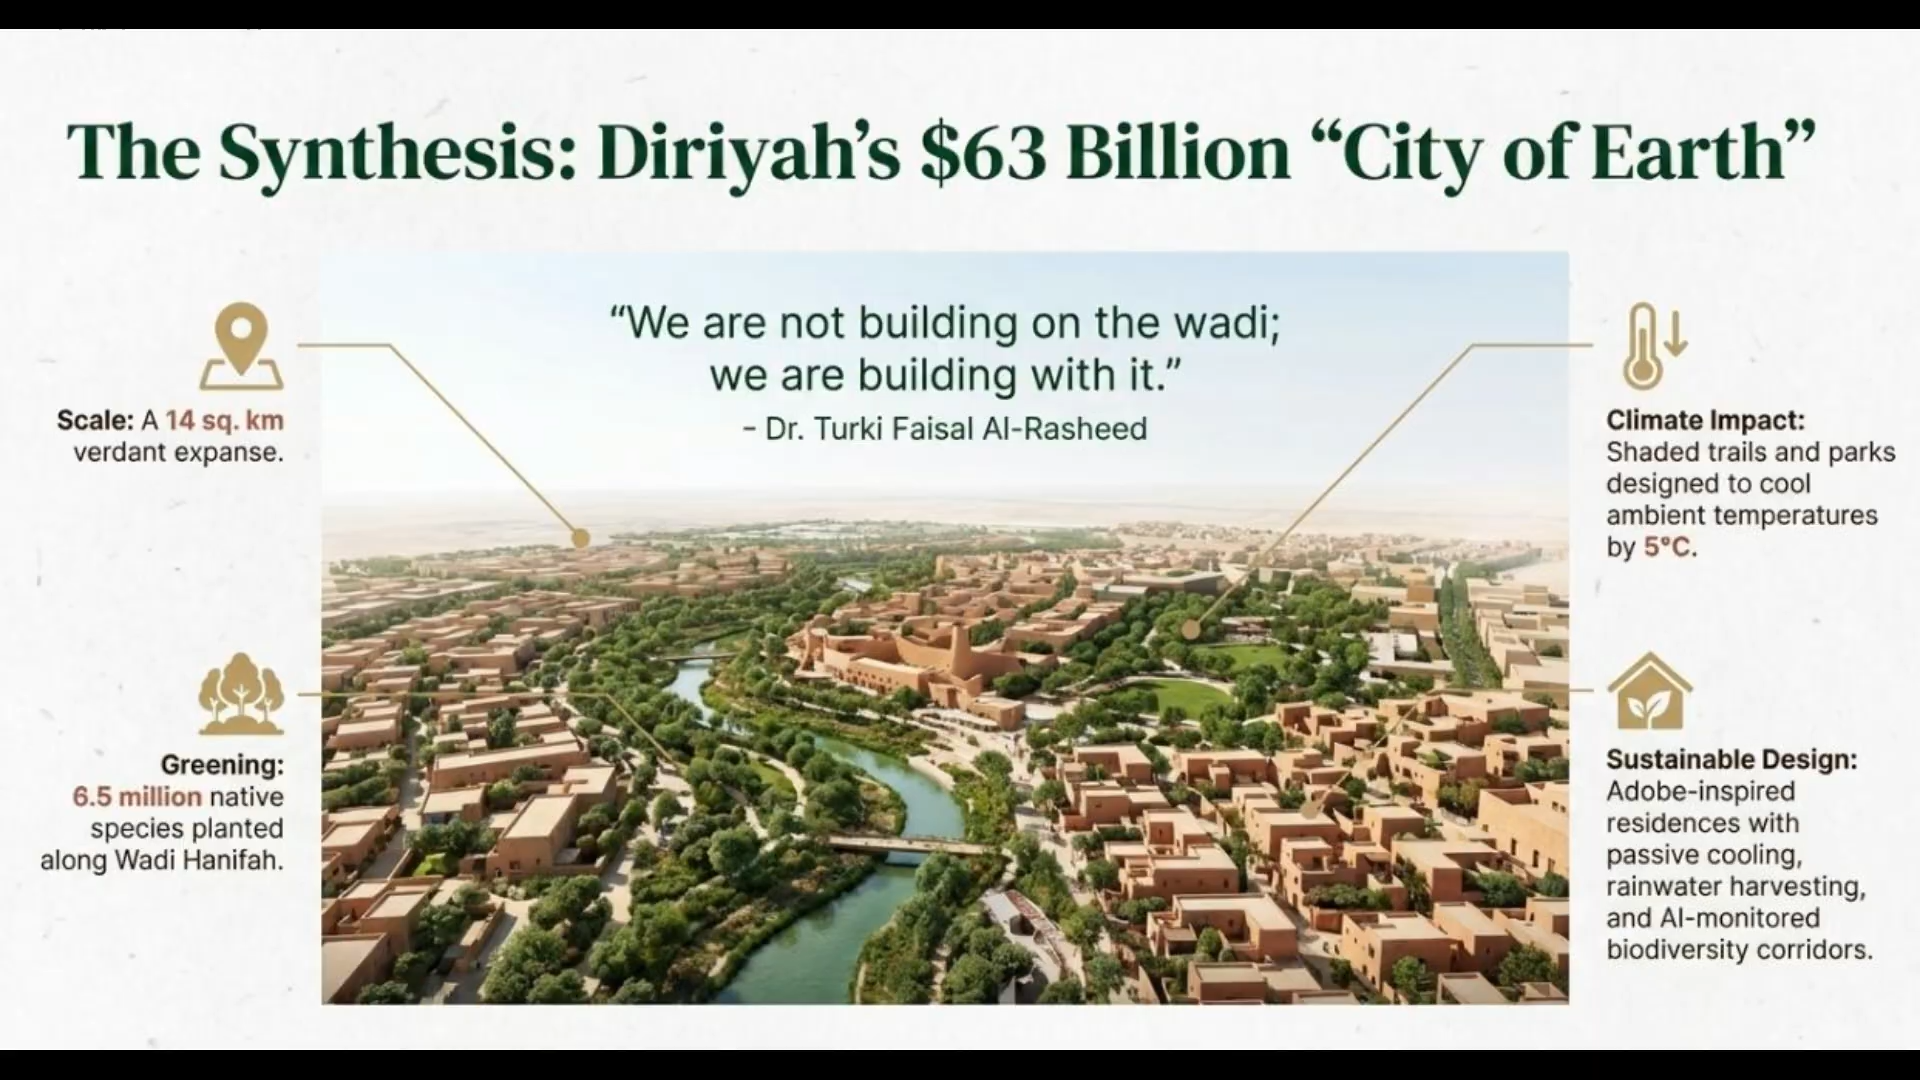 The Synthesis: Diriyah’s $63 Billion “City of Earth”
“We are not building on the wadi;
we are building with it.”
– Dr. Turki Faisal Al-Rasheed
Scale: A 14 sq. km
verdant expanse.
Greening:
6.5 million native
species planted
along Wadi Hanifah.
Climate Impact:
Shaded trails and parks
designed to cool
ambient temperatures
by 5°C.
Sustainable Design:
Adobe-inspired
residences with
passive cooling,
rainwater harvesting,
and AI-monitored
biodiversity corridors.